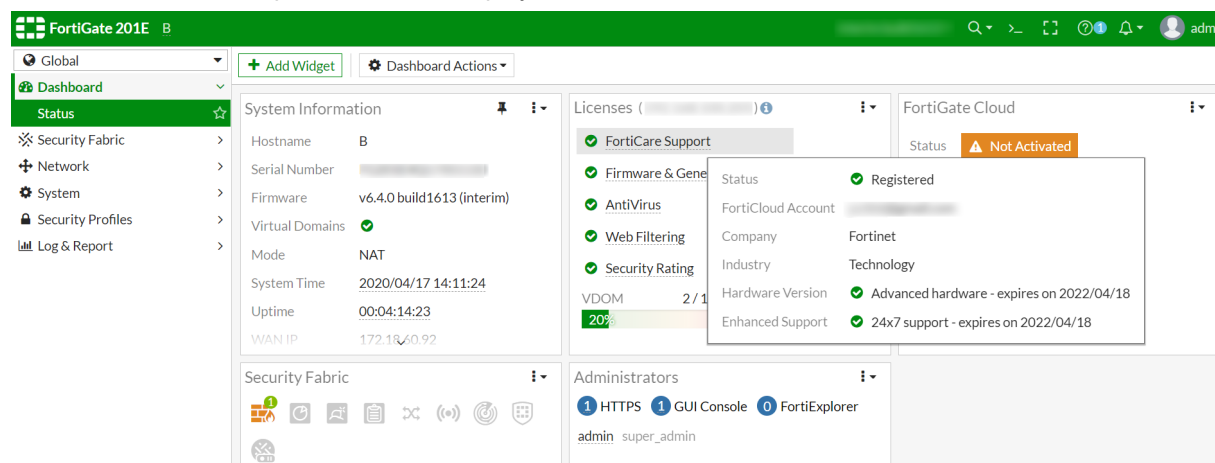 FortiGate 201E B
1
adm
Global
Add Widget
Dashboard Actions
Dashboard
Status
Security Fabric
Network
System
Security Profiles
Log & Report
System Information
Hostname B
Serial Number
Firmware v6.4.0 build1613 (interim)
Virtual Domains
Mode NAT
System Time 2020/04/17 14:11:24
Uptime 00:04:14:23
WAN IP 172.18.60.92
Licenses ( )
FortiCare Support
Firmware & Gene
AntiVirus
Web Filtering
Security Rating
VDOM 2 / 1
20%
FortiGate Cloud
Status Not Activated
Status Registered
FortiCloud Account
Company Fortinet
Industry Technology
Hardware Version Advanced hardware - expires on 2022/04/18
Enhanced Support 24x7 support - expires on 2022/04/18
Security Fabric
1
Administrators
1 HTTPS 1 GUI Console 0 FortiExplorer
admin super_admin